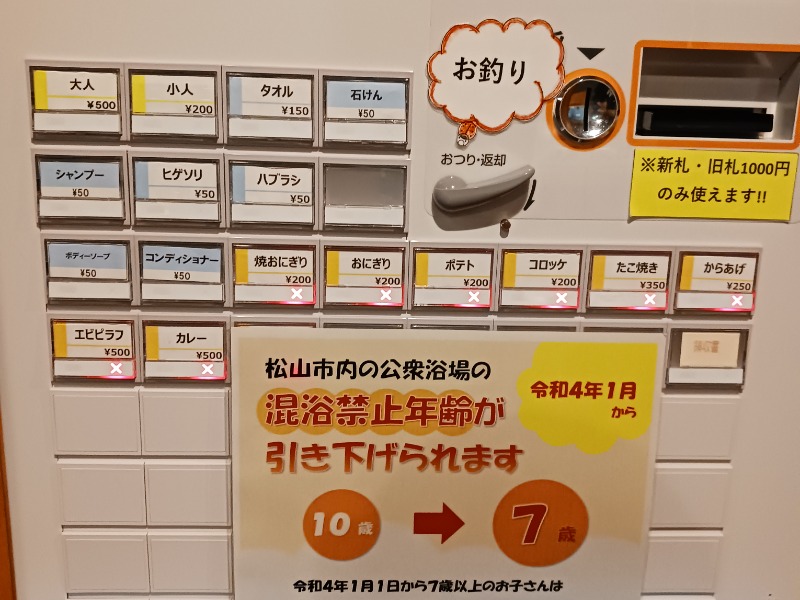 お釣り
おつり・返却
※新札・旧札1000円
のみ使えます!!
大人
¥500
小人
¥200
タオル
¥150
石けん
¥50
シャンプー
¥50
ヒゲソリ
¥50
ハブラシ
¥50
ボディーソープ
¥50
コンディショナー
¥50
焼おにぎり
¥200
おにぎり
¥200
ポテト
¥200
コロッケ
¥200
たこ焼き
¥350
からあげ
¥250
エビピラフ
¥500
カレー
¥500
領収書
松山市内の公衆浴場の
混浴禁止年齢が
引き下げられます
令和4年1月
から
10歳
7歳
令和4年1月1日から7歳以上のお子さんは